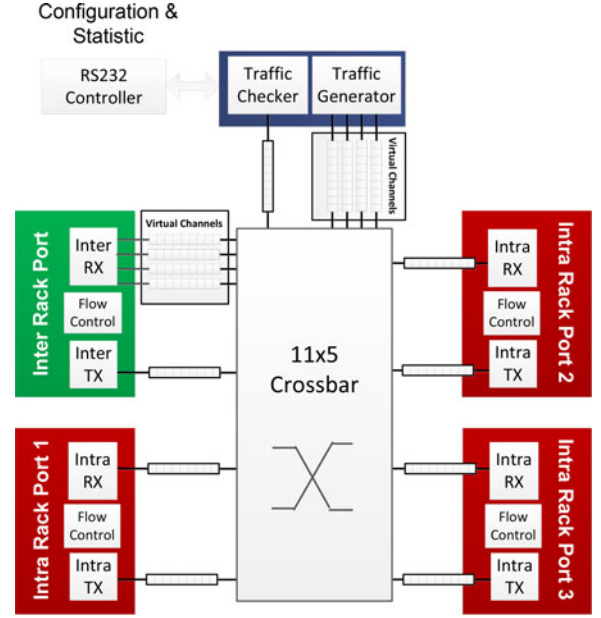 Configuration &
Statistic
RS232
Controller
Traffic
Checker
Traffic
Generator
Virtual Channels
Virtual Channels
Inter Rack Port
Inter
RX
Flow
Control
Inter
TX
11x5
Crossbar
Intra
RX
Flow
Control
Intra
TX
Intra Rack Port 2
Intra Rack Port 1
Intra
RX
Flow
Control
Intra
TX
Intra
RX
Flow
Control
Intra
TX
Intra Rack Port 3